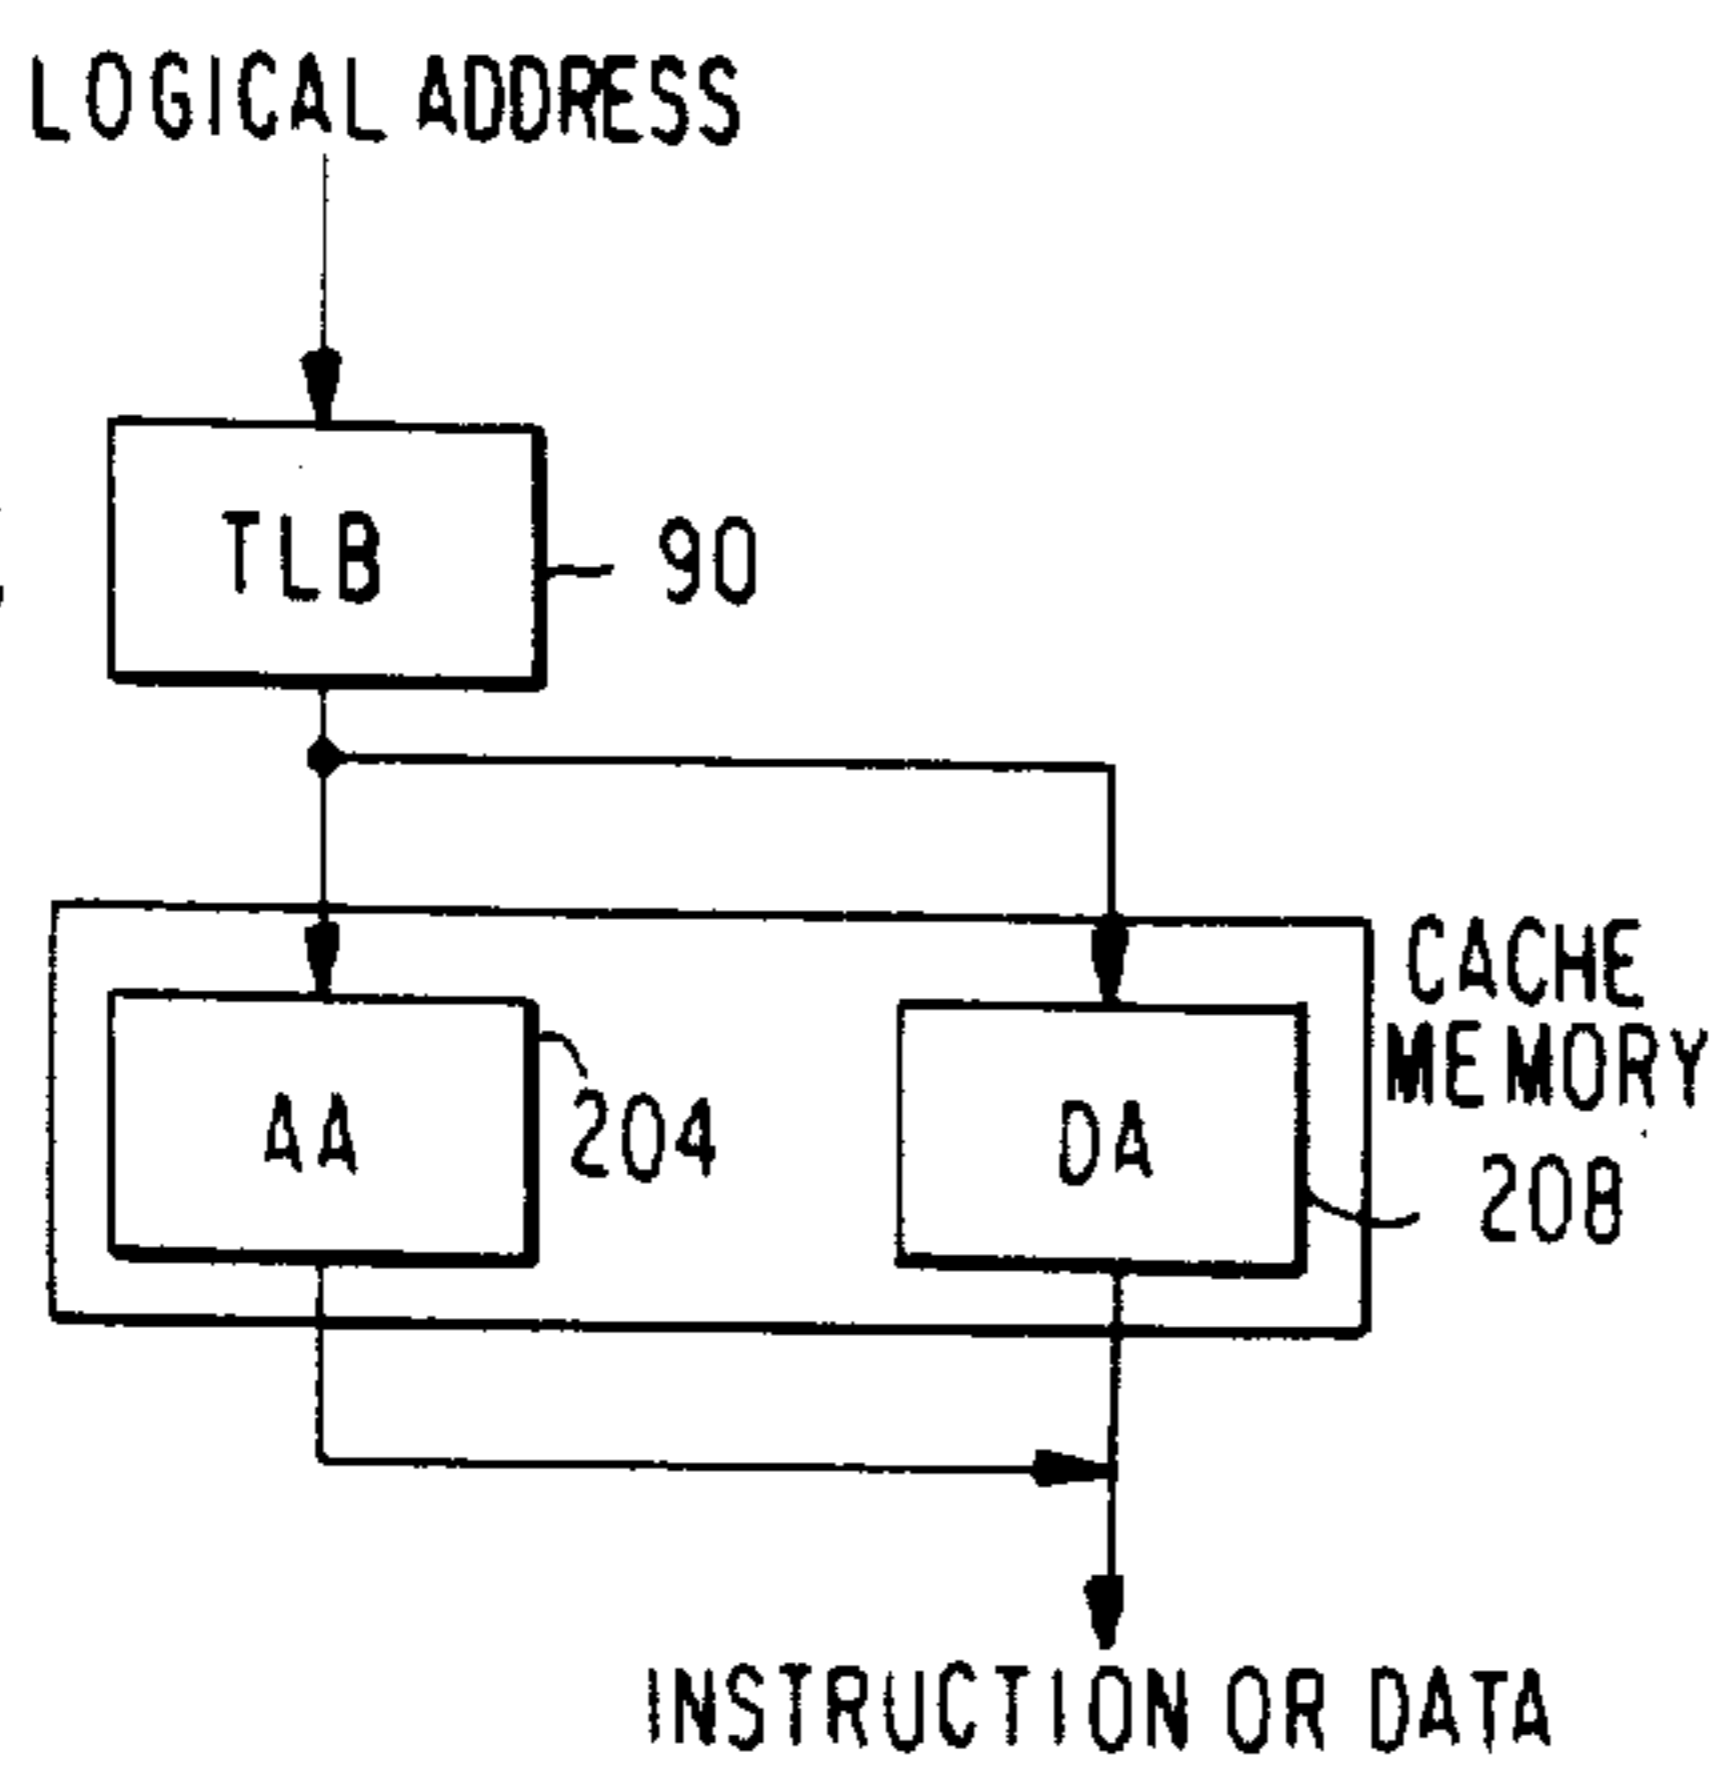 LOGICAL ADDRESS
TLB
90
CACHE
MEMORY
AA
204
DA
208
INSTRUCTION OR DATA